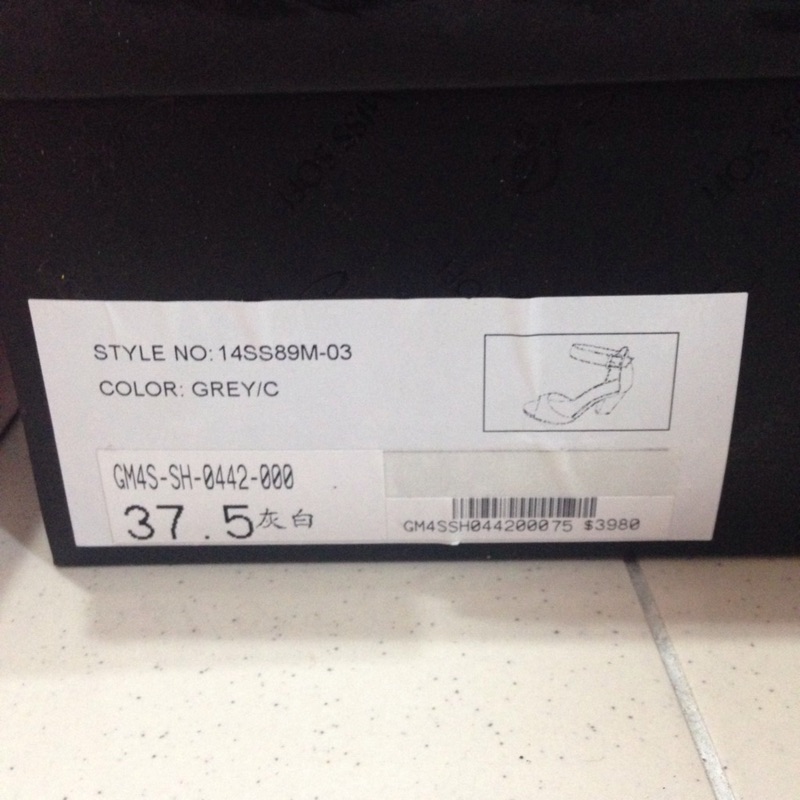 STYLE NO: 14SS89M-03
COLOR: GREY/C
GM4S-SH-0442-000
37.5灰白
GM4SSH044200075 $3980